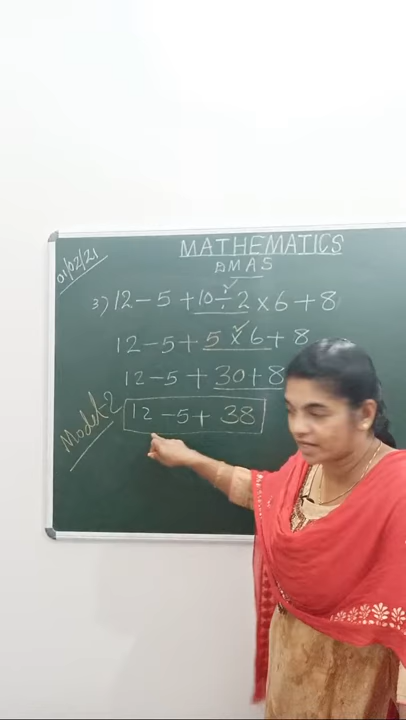 01/02/21
MATHEMATICS
DMAS
3) 12 - 5 + 10 ÷ 2 × 6 + 8
12 - 5 + 5 × 6 + 8
12 - 5 + 30 + 8
Model-2
12 - 5 + 38